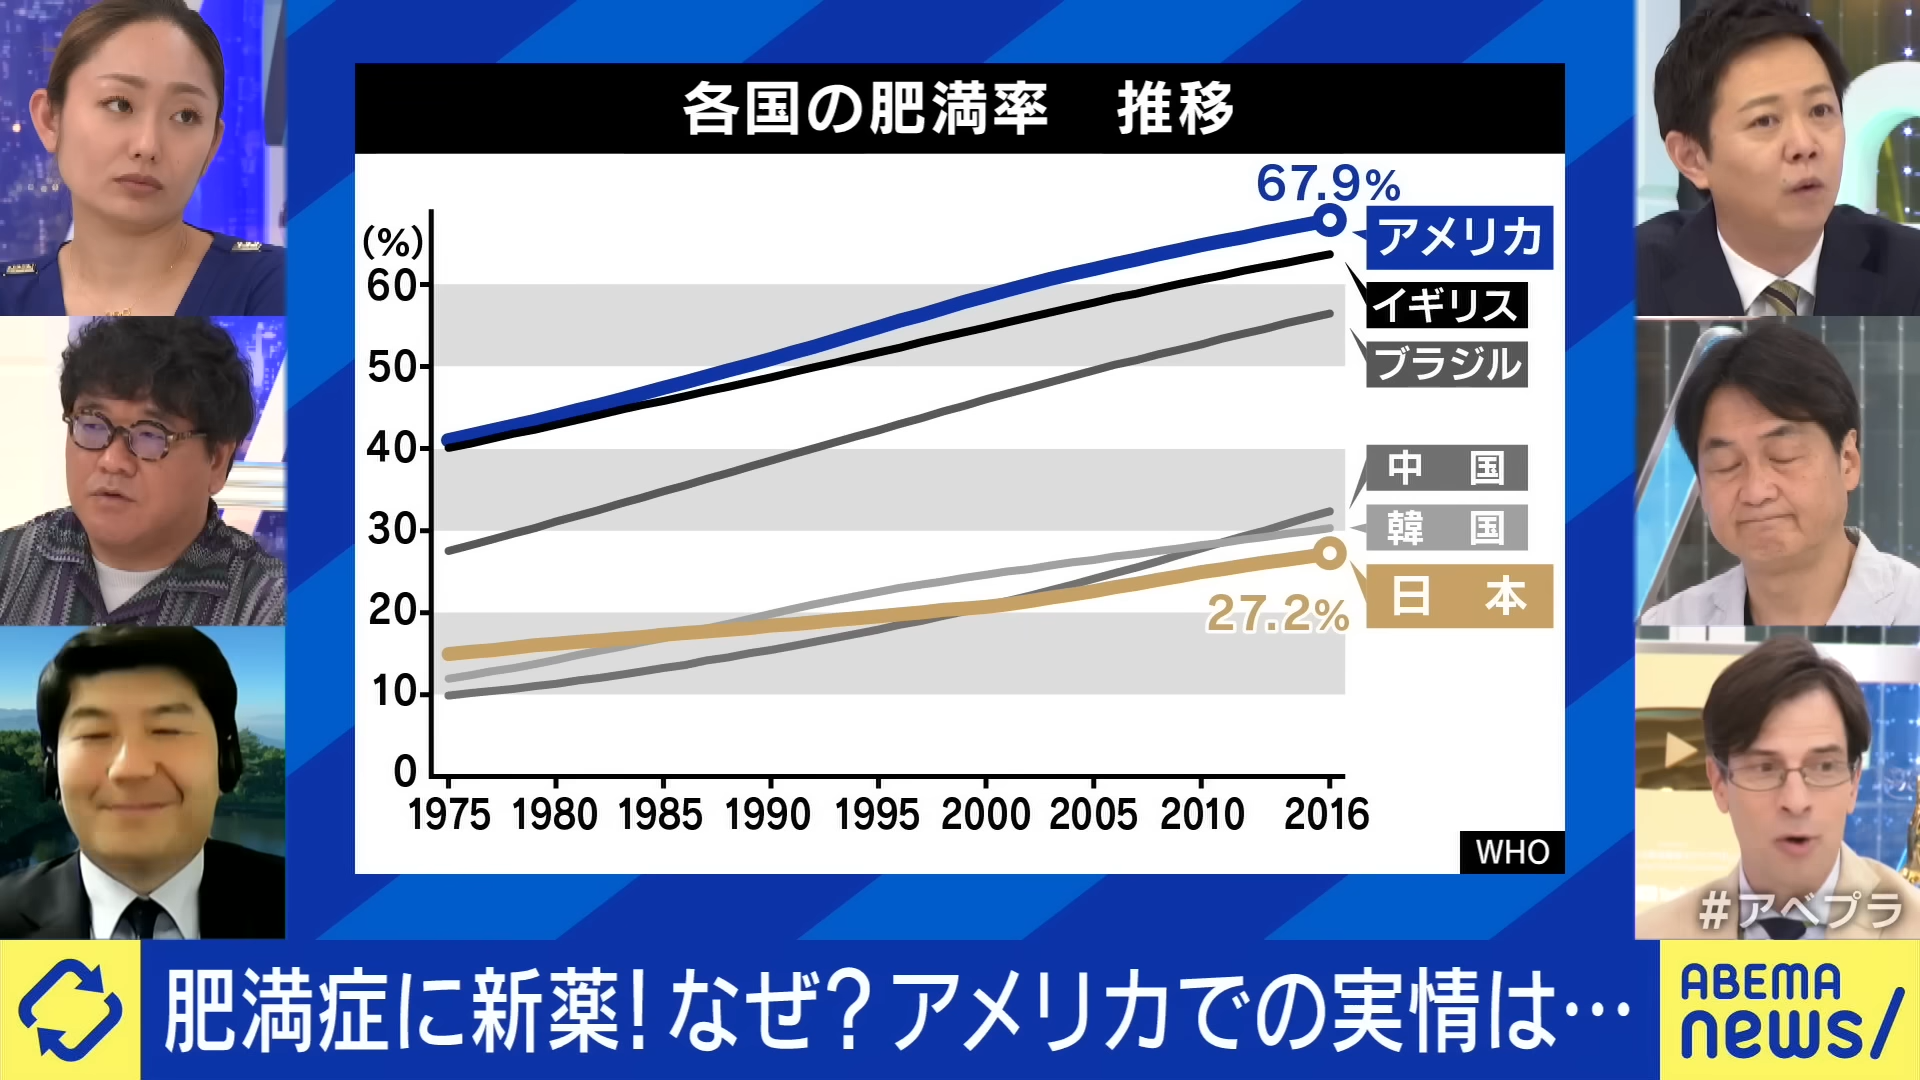 各国の肥満率　推移
67.9%
(%)
60
50
40
30
20
10
0
アメリカ
イギリス
ブラジル
中　国
韓　国
日　本
27.2%
1975 1980 1985 1990 1995 2000 2005 2010 2016
WHO
#アベプラ
肥満症に新薬！なぜ？アメリカでの実情は…
ABEMA
news/